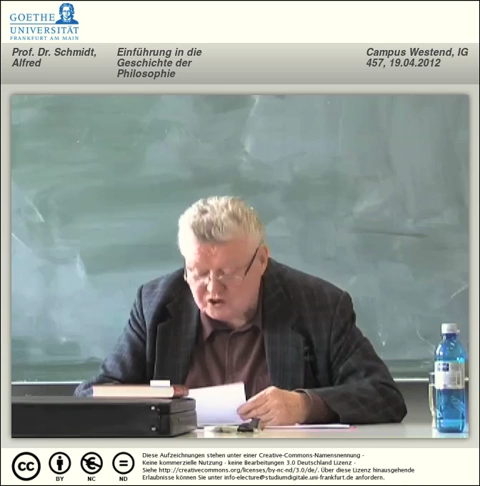 GOETHE
UNIVERSITÄT
FRANKFURT AM MAIN
Prof. Dr. Schmidt,
Alfred
Einführung in die
Geschichte der
Philosophie
Campus Westend, IG
457, 19.04.2012
cc
BY
NC
ND
Diese Aufzeichnungen stehen unter einer Creative-Commons-Namensnennung -
Keine kommerzielle Nutzung - keine Bearbeitungen 3.0 Deutschland Lizenz -
Siehe http://creativecommons.org/licenses/by-nc-nd/3.0/de/. Über diese Lizenz hinausgehende
Erlaubnisse können Sie unter info-electure@studiumdigitale.uni-frankfurt.de anfordern.